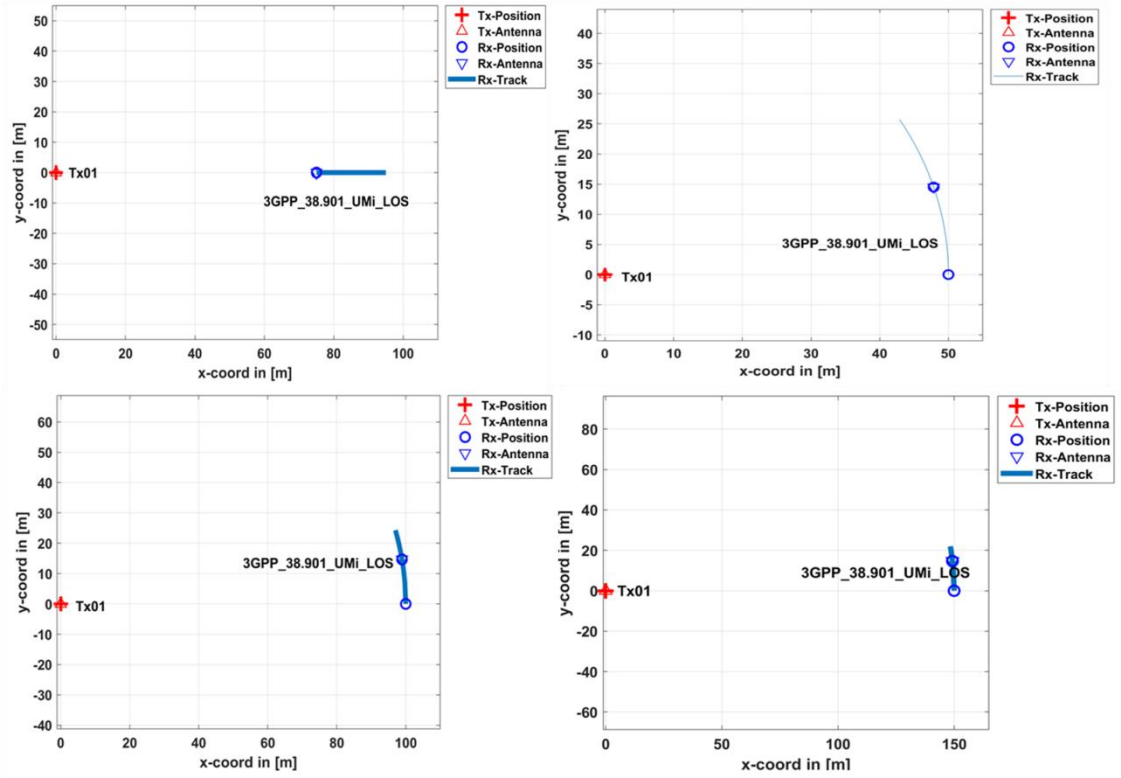 50
40
30
20
10
0
-10
-20
-30
-40
-50
y-coord in [m]
Tx01
3GPP_38.901_UMi_LOS
0 20 40 60 80 100
x-coord in [m]
Tx-Position
Tx-Antenna
Rx-Position
Rx-Antenna
Rx-Track
40
35
30
25
20
15
10
5
0
-5
-10
y-coord in [m]
3GPP_38.901_UMi_LOS
Tx01
0 10 20 30 40 50
x-coord in [m]
Tx-Position
Tx-Antenna
Rx-Position
Rx-Antenna
Rx-Track
60
50
40
30
20
10
0
-10
-20
-30
-40
y-coord in [m]
3GPP_38.901_UMi_LOS
Tx01
0 20 40 60 80 100
x-coord in [m]
Tx-Position
Tx-Antenna
Rx-Position
Rx-Antenna
Rx-Track
80
60
40
20
0
-20
-40
-60
y-coord in [m]
3GPP_38.901_UMi_LOS
Tx01
0 50 100 150
x-coord in [m]
Tx-Position
Tx-Antenna
Rx-Position
Rx-Antenna
Rx-Track